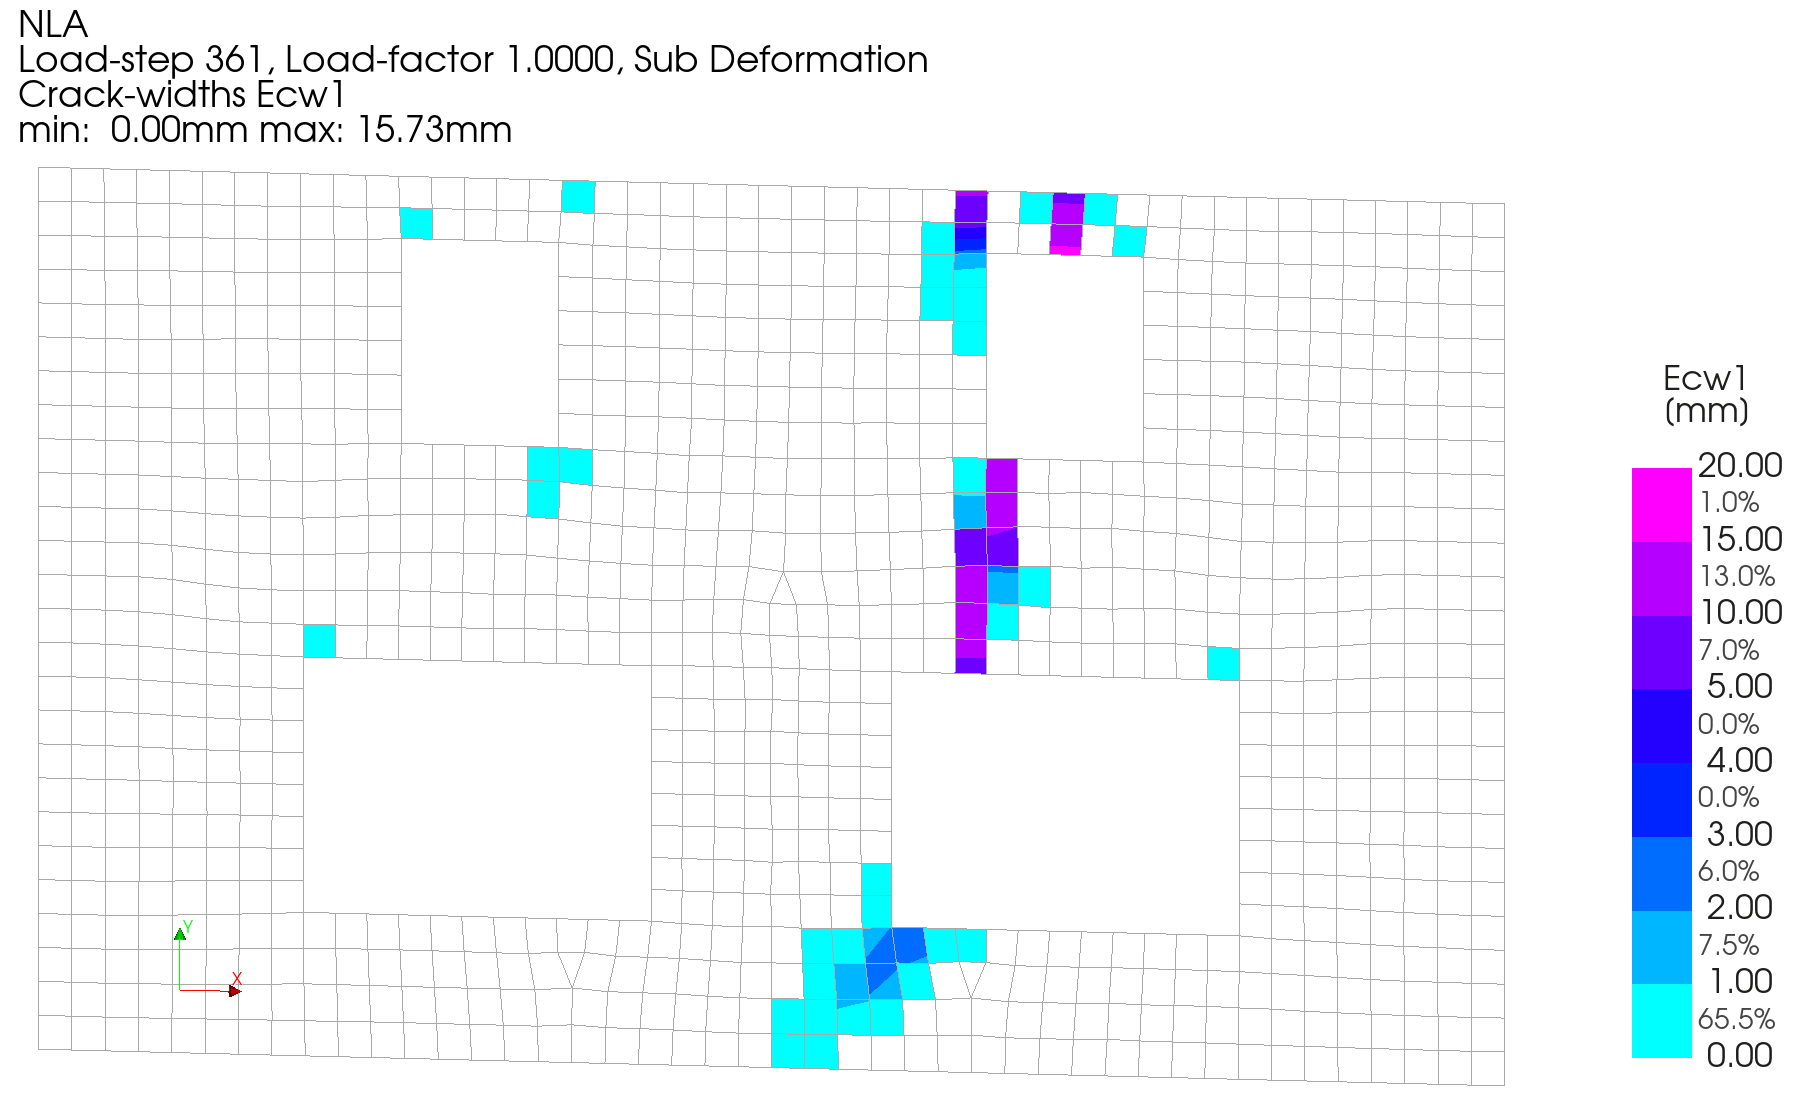 NLA
Load-step 361, Load-factor 1.0000, Sub Deformation
Crack-widths Ecw1
min:  0.00mm max: 15.73mm
Ecw1
(mm)
20.00
1.0%
15.00
13.0%
10.00
7.0%
5.00
0.0%
4.00
0.0%
3.00
6.0%
2.00
7.5%
1.00
65.5%
0.00
Y
X